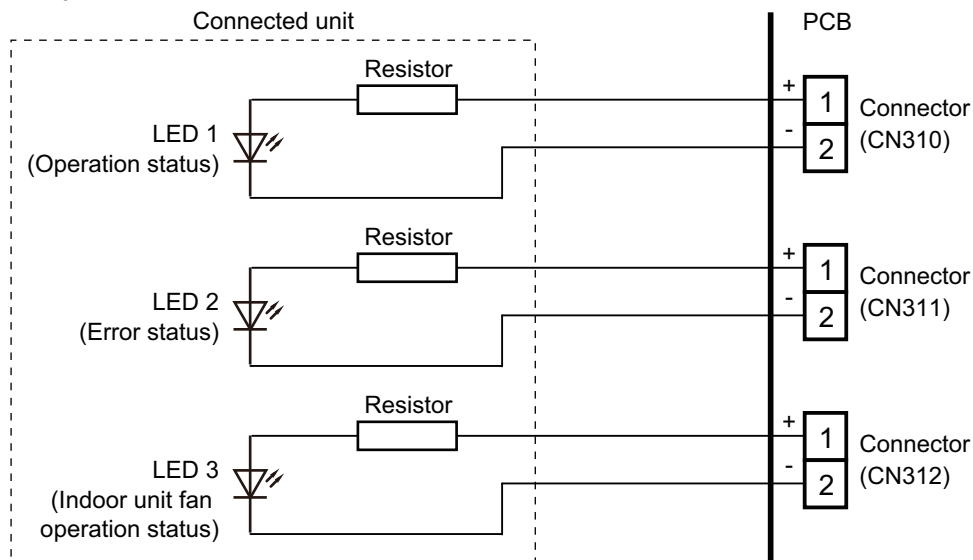 Connected unit
PCB
Resistor
LED 1
(Operation status)
+
-
1
2
Connector
(CN310)
Resistor
LED 2
(Error status)
+
-
1
2
Connector
(CN311)
Resistor
LED 3
(Indoor unit fan
operation status)
+
-
1
2
Connector
(CN312)